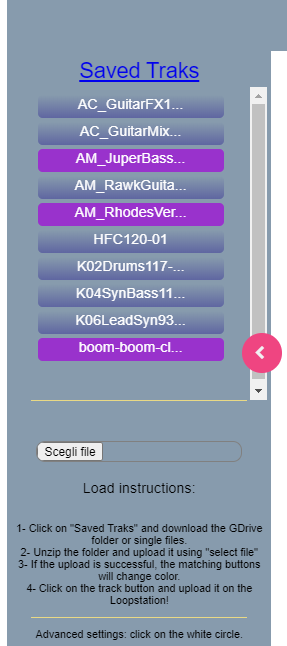 Saved Traks
AC_GuitarFX1...
AC_GuitarMix...
AM_JuperBass...
AM_RawkGuita...
AM_RhodesVer...
HFC120-01
K02Drums117-...
K04SynBass11...
K06LeadSyn93...
boom-boom-cl...
Scegli file
Load instructions:
1- Click on "Saved Traks" and download the GDrive
folder or single files.
2- Unzip the folder and upload it using "select file"
3- If the upload is successful, the matching buttons
will change color.
4- Click on the track button and upload it on the
Loopstation!
Advanced settings: click on the white circle.